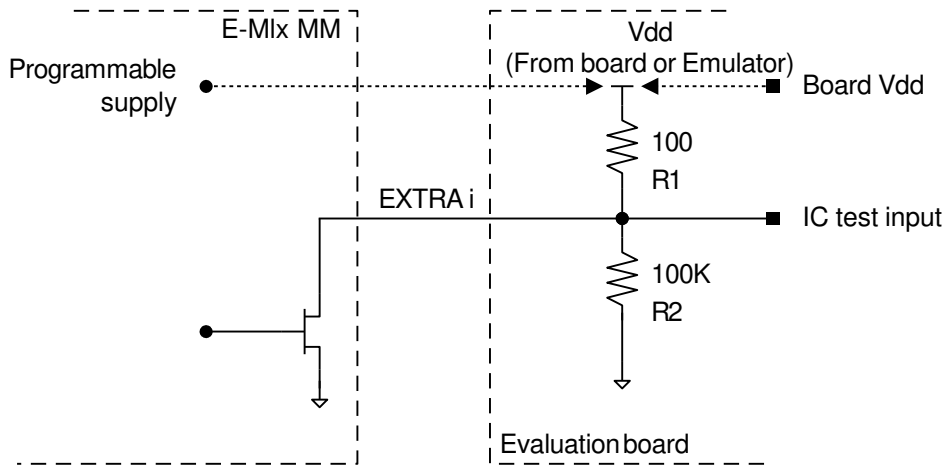 E-Mlx MM
Vdd
(From board or Emulator)
Programmable
supply
Board Vdd
100
R1
EXTRA i
IC test input
100K
R2
Evaluation board